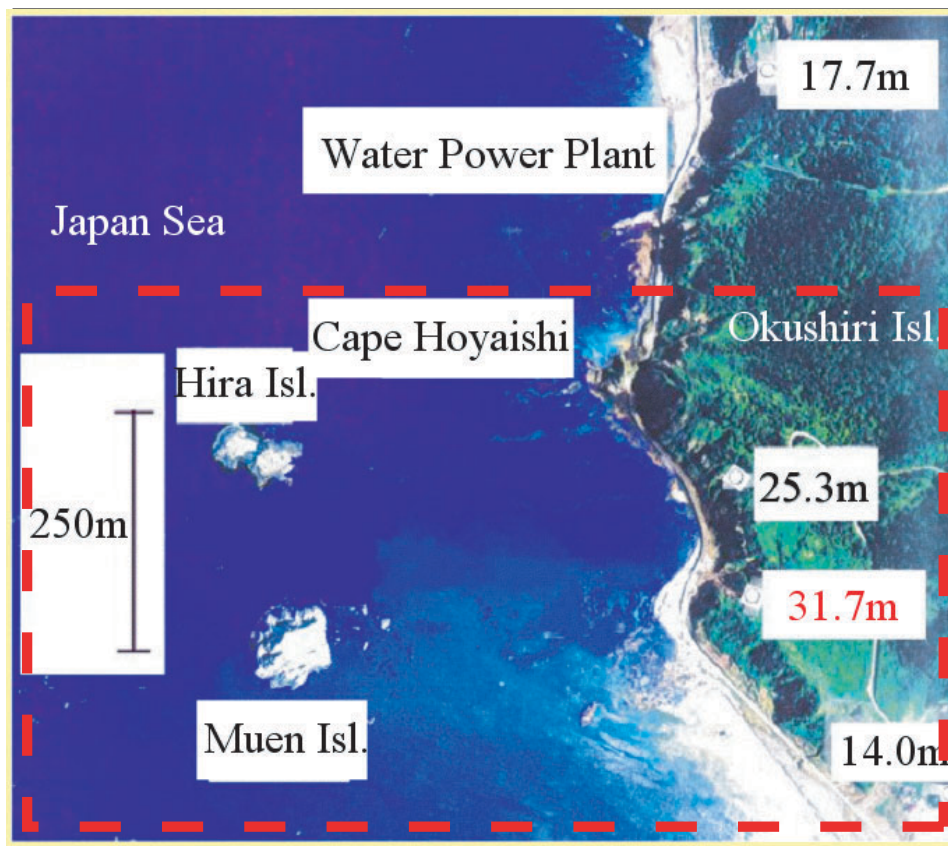 17.7m
Water Power Plant
Japan Sea
Cape Hoyaishi
Okushiri Isl.
Hira Isl.
25.3m
250m
31.7m
Muen Isl.
14.0m